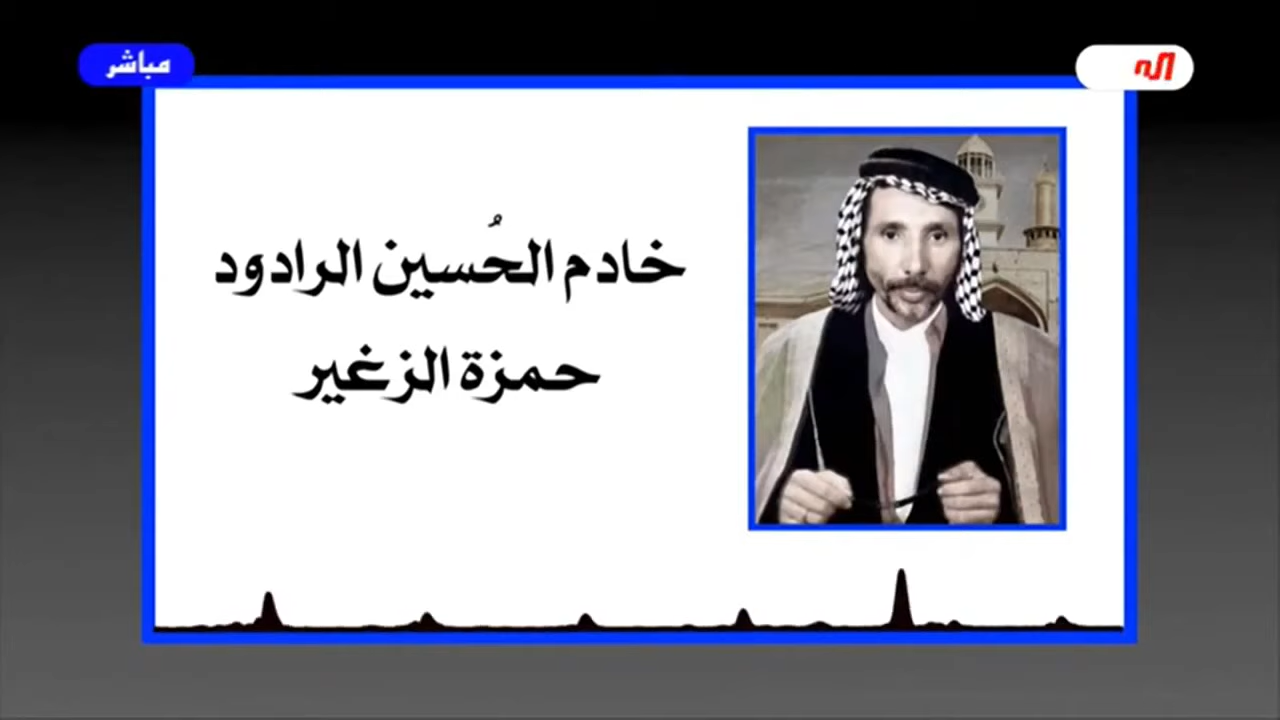 مباشر
خادم الحُسين الرادود
حمزة الزغير